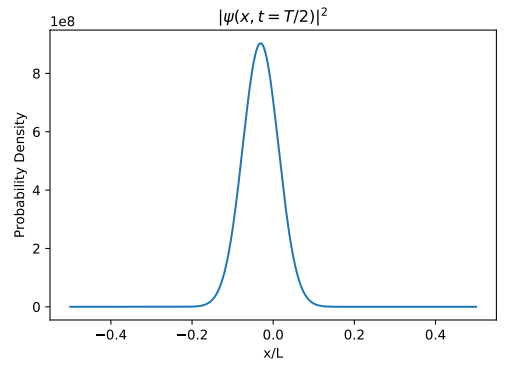 |ψ(x, t = T/2)|²
1e8
8
6
4
2
0
Probability Density
−0.4 −0.2 0.0 0.2 0.4
x/L